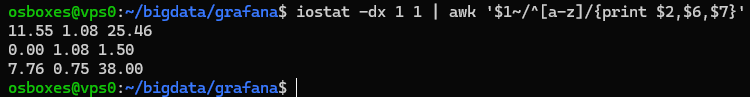 osboxes@vps0:~/bigdata/grafana$ iostat -dx 1 1 | awk '$1~/^[a-z]/{print $2,$6,$7}'
11.55 1.08 25.46
0.00 1.08 1.50
7.76 0.75 38.00
osboxes@vps0:~/bigdata/grafana$